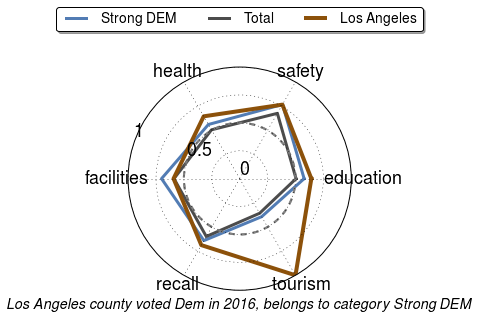 Strong DEM Total Los Angeles
health safety
1
0.5
0
facilities education
recall tourism
Los Angeles county voted Dem in 2016, belongs to category Strong DEM